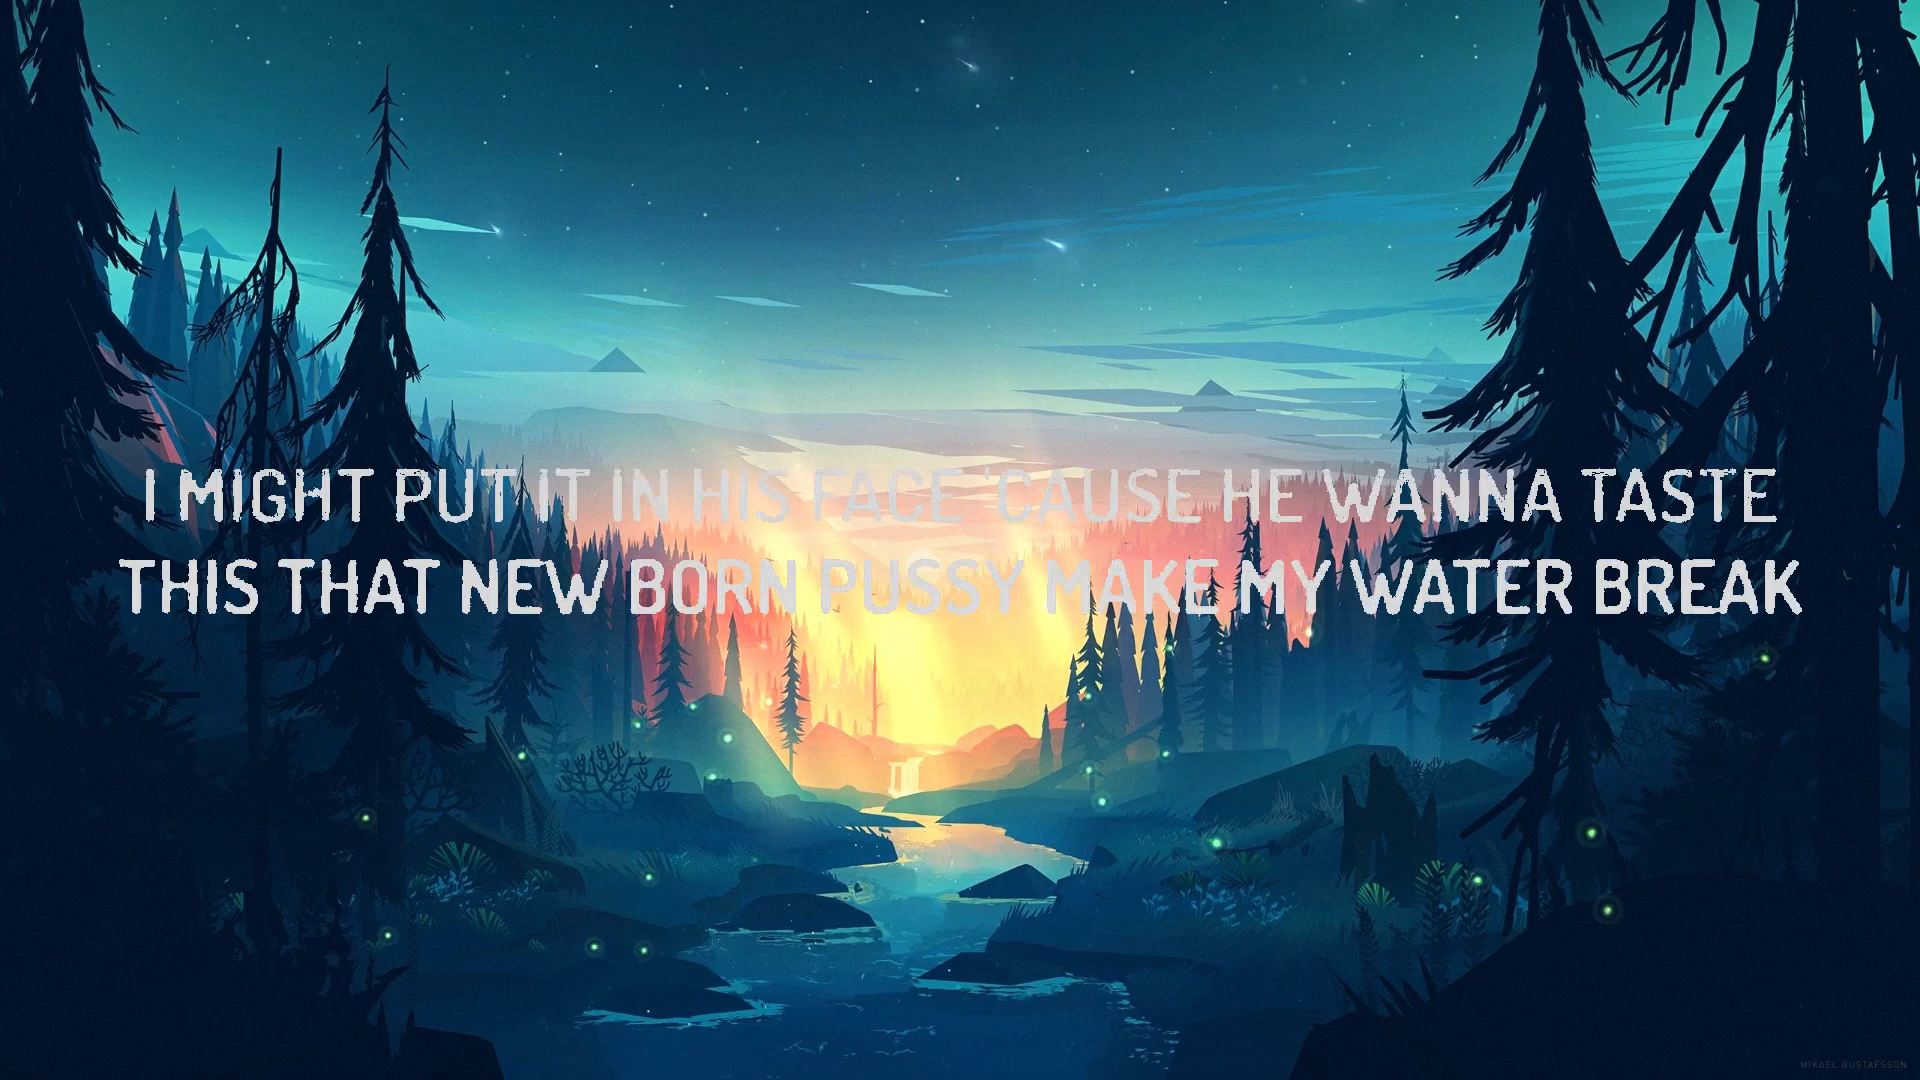 I MIGHT PUT IT IN HIS FACE 'CAUSE HE WANNA TASTE
THIS THAT NEW BORN PUSSY MAKE MY WATER BREAK
MIKAEL GUSTAFSSON